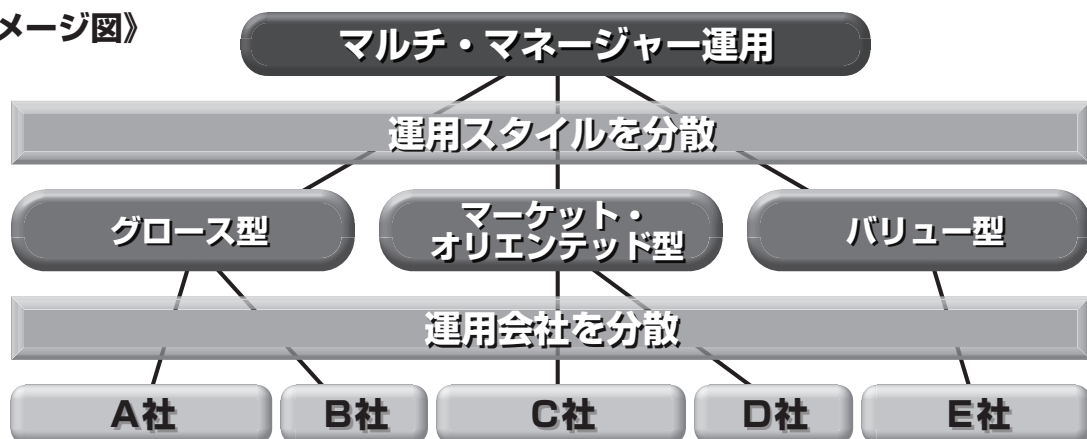 メージ図》
マルチ・マネージャー運用
運用スタイルを分散
グロース型
マーケット・
オリエンテッド型
バリュー型
運用会社を分散
A社
B社
C社
D社
E社